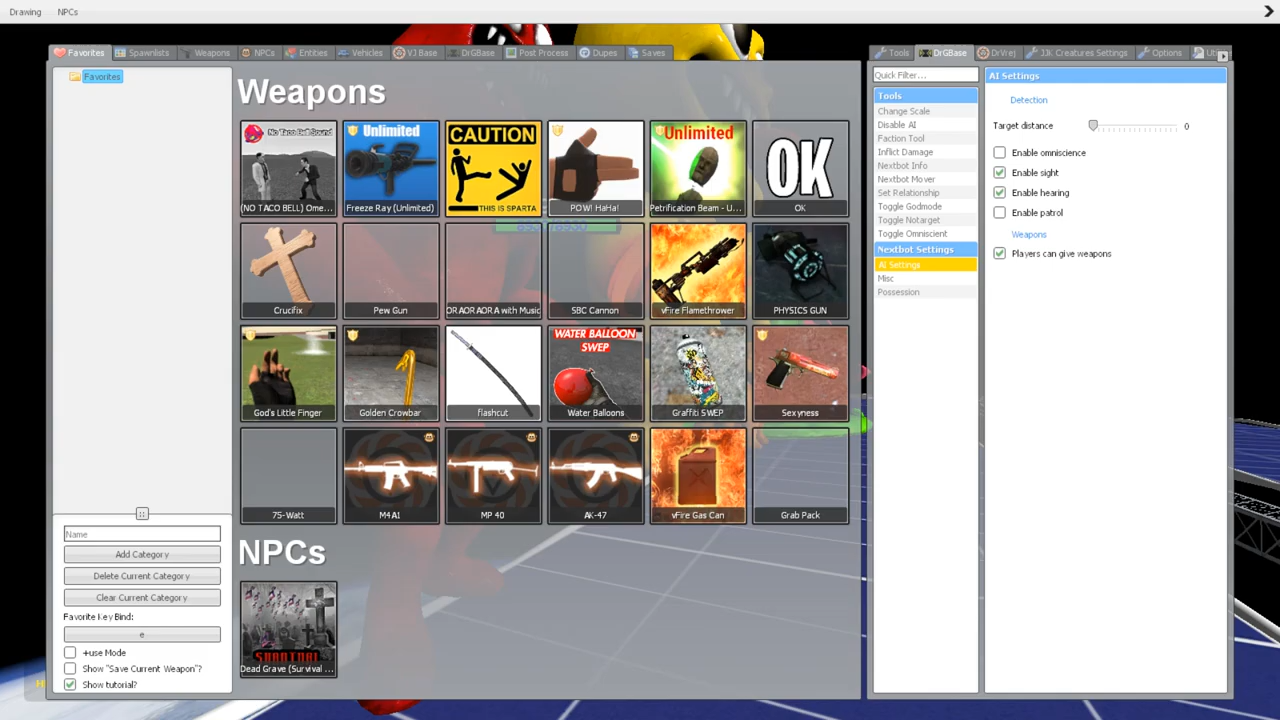 Drawing NPCs
Favorites Spawnlists Weapons NPCs Entities Vehicles VJ Base DrGBase Post Process Dupes Saves
Tools DrGBase DrVrej JJK Creatures Settings Options
Favorites
Weapons
No Taco Bell Sound
(NO TACO BELL) Ome...
Unlimited
Freeze Ray (Unlimited)
CAUTION
THIS IS SPARTA
POW! HaHa!
Unlimited
Petrification Beam - U...
OK
OK
Crucifix
Pew Gun
ORAORAORA with Music
SBC Cannon
vFire Flamethrower
PHYSICS GUN
God's Little Finger
Golden Crowbar
flashcut
WATER BALLOON
SWEP
Water Balloons
Graffiti SWEP
Sexyness
75-Watt
M4A1
MP 40
AK-47
vFire Gas Can
Grab Pack
NPCs
SURVIVAL
Dead Grave (Survival ...
Name
Add Category
Delete Current Category
Clear Current Category
Favorite Key Bind:
e
+use Mode
Show "Save Current Weapon"?
Show tutorial?
Quick Filter...
Tools
Change Scale
Disable AI
Faction Tool
Inflict Damage
Nextbot Info
Nextbot Mover
Set Relationship
Toggle Godmode
Toggle Notarget
Toggle Omniscient
Nextbot Settings
AI Settings
Misc
Possession
AI Settings
Detection
Target distance 0
Enable omniscience
Enable sight
Enable hearing
Enable patrol
Weapons
Players can give weapons